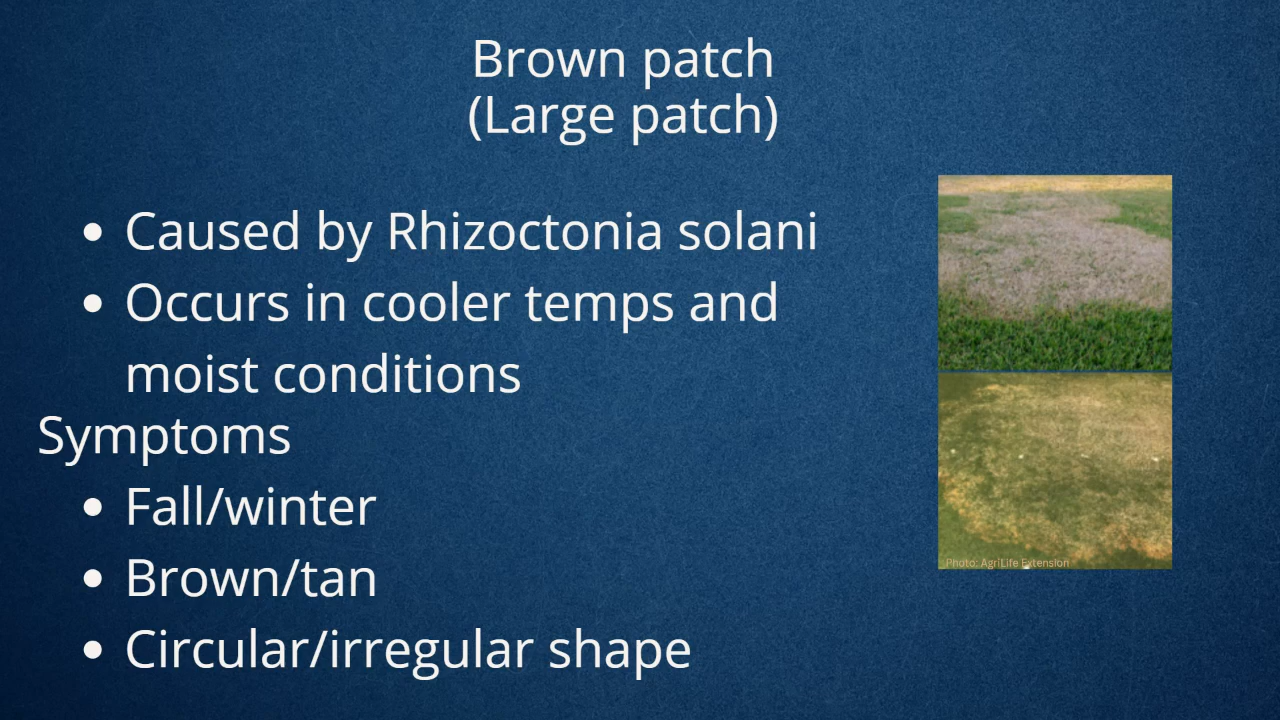 Brown patch
(Large patch)
• Caused by Rhizoctonia solani
• Occurs in cooler temps and
moist conditions
Symptoms
• Fall/winter
• Brown/tan
• Circular/irregular shape
Photo: AgriLife Extension